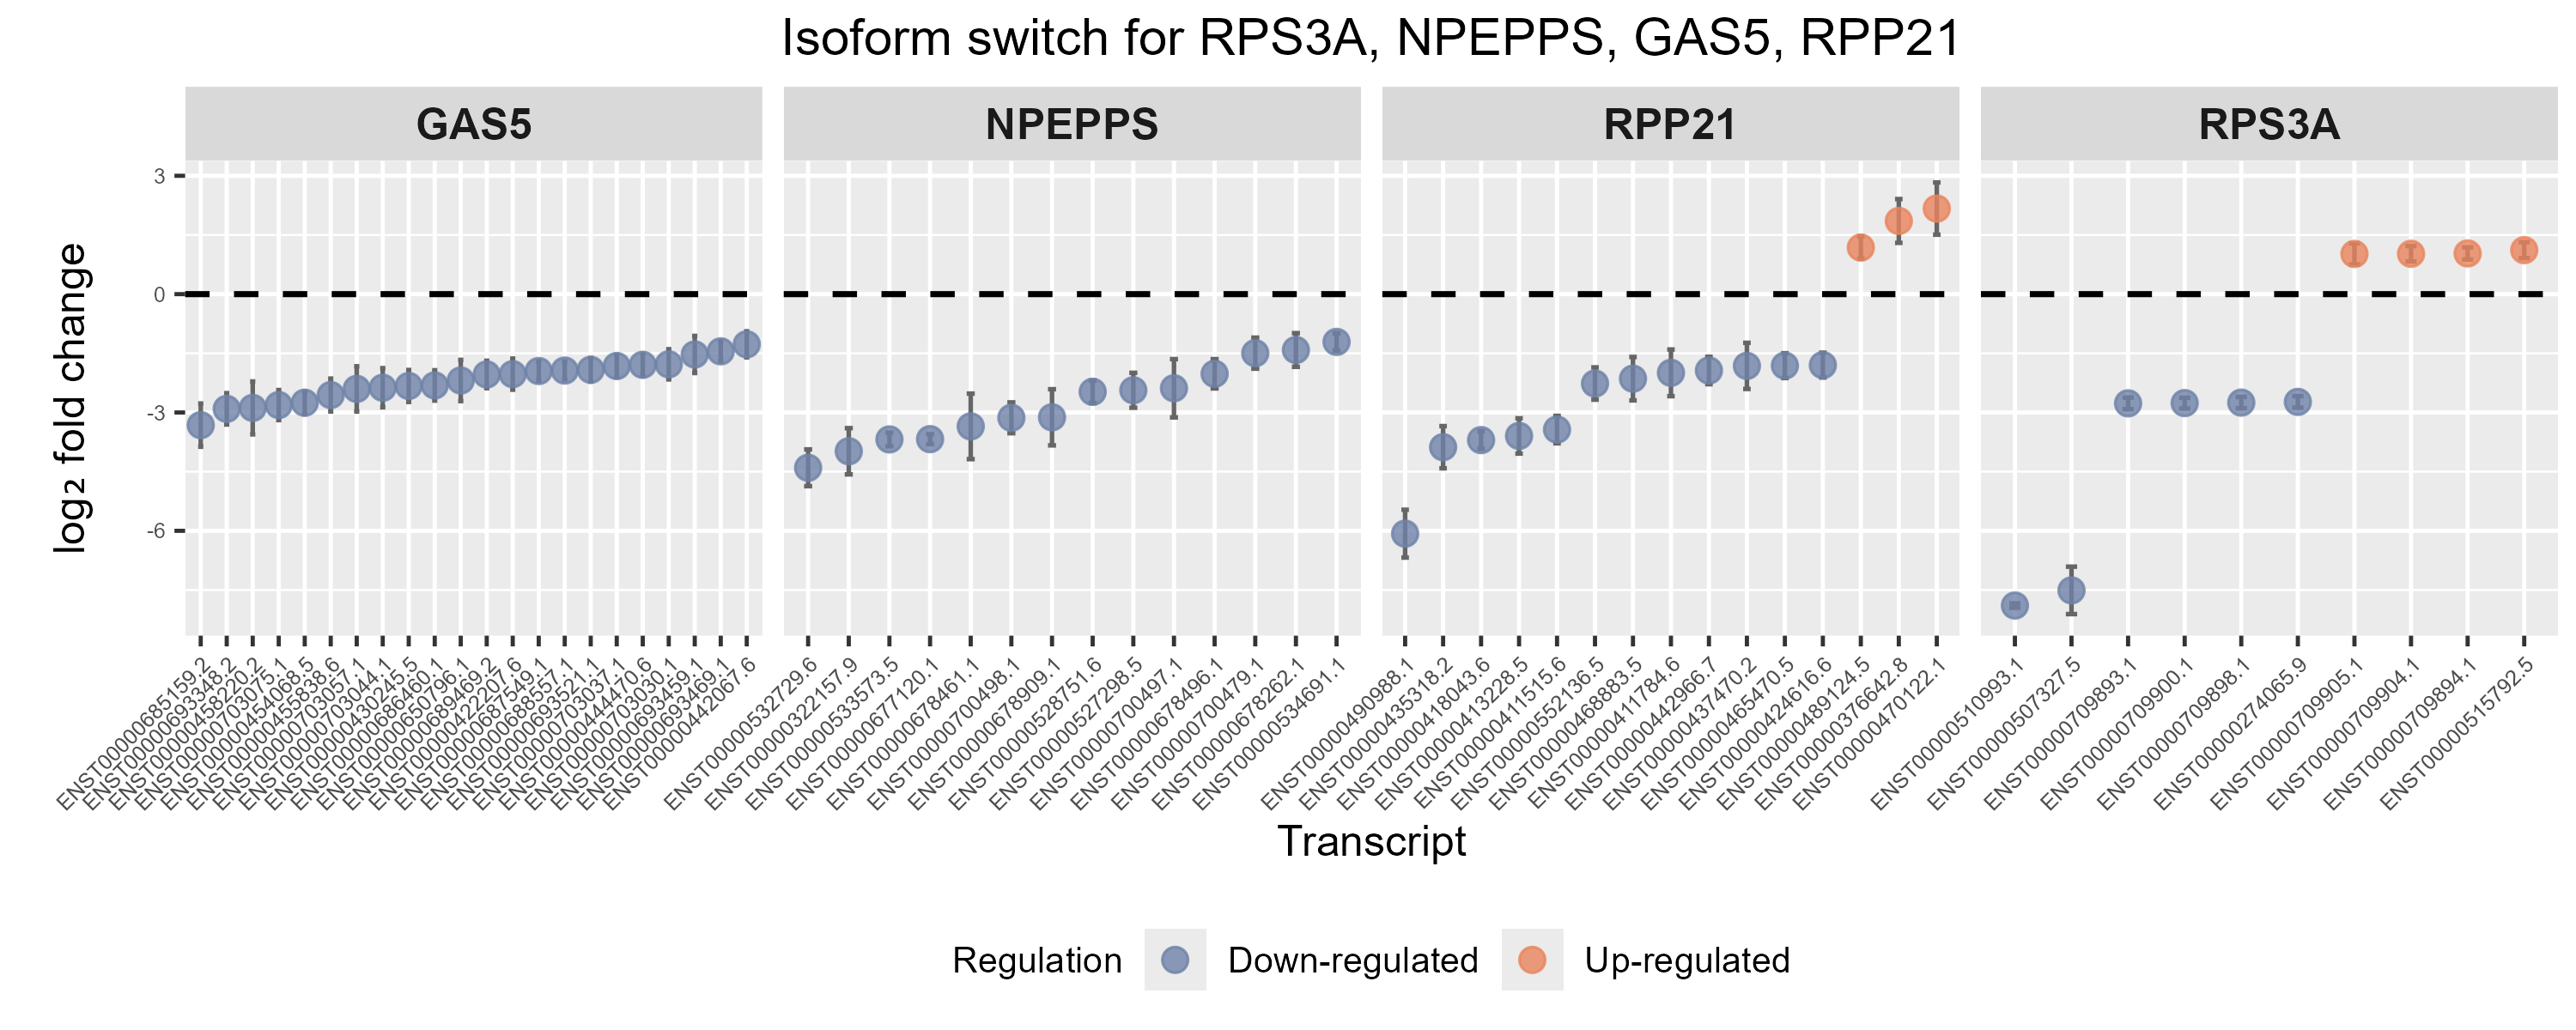 Isoform switch for RPS3A, NPEPPS, GAS5, RPP21
GAS5
NPEPPS
RPP21
RPS3A
log₂ fold change
3
0
-3
-6
ENST00000685159.2
ENST00000693348.2
ENST00000458220.2
ENST00000703075.1
ENST00000454068.5
ENST00000455838.6
ENST00000703057.1
ENST00000703044.1
ENST00000430245.5
ENST00000686460.1
ENST00000650796.1
ENST00000689469.2
ENST00000422207.6
ENST00000687549.1
ENST00000688557.1
ENST00000693521.1
ENST00000703037.1
ENST00000444470.6
ENST00000703030.1
ENST00000693459.1
ENST00000693469.1
ENST00000442067.6
ENST00000532729.6
ENST00000322157.9
ENST00000533573.5
ENST00000677120.1
ENST00000678461.1
ENST00000700498.1
ENST00000678909.1
ENST00000528751.6
ENST00000527298.5
ENST00000700497.1
ENST00000678496.1
ENST00000700479.1
ENST00000678262.1
ENST00000534691.1
ENST00000490988.1
ENST00000435318.2
ENST00000418043.6
ENST00000413228.5
ENST00000411515.6
ENST00000552136.5
ENST00000468883.5
ENST00000411784.6
ENST00000442966.7
ENST00000437470.2
ENST00000465470.5
ENST00000424616.6
ENST00000489124.5
ENST00000376642.8
ENST00000470122.1
ENST00000510993.1
ENST00000507327.5
ENST00000709893.1
ENST00000709900.1
ENST00000709898.1
ENST00000274065.9
ENST00000709905.1
ENST00000709904.1
ENST00000709894.1
ENST00000515792.5
Transcript
Regulation
Down-regulated
Up-regulated